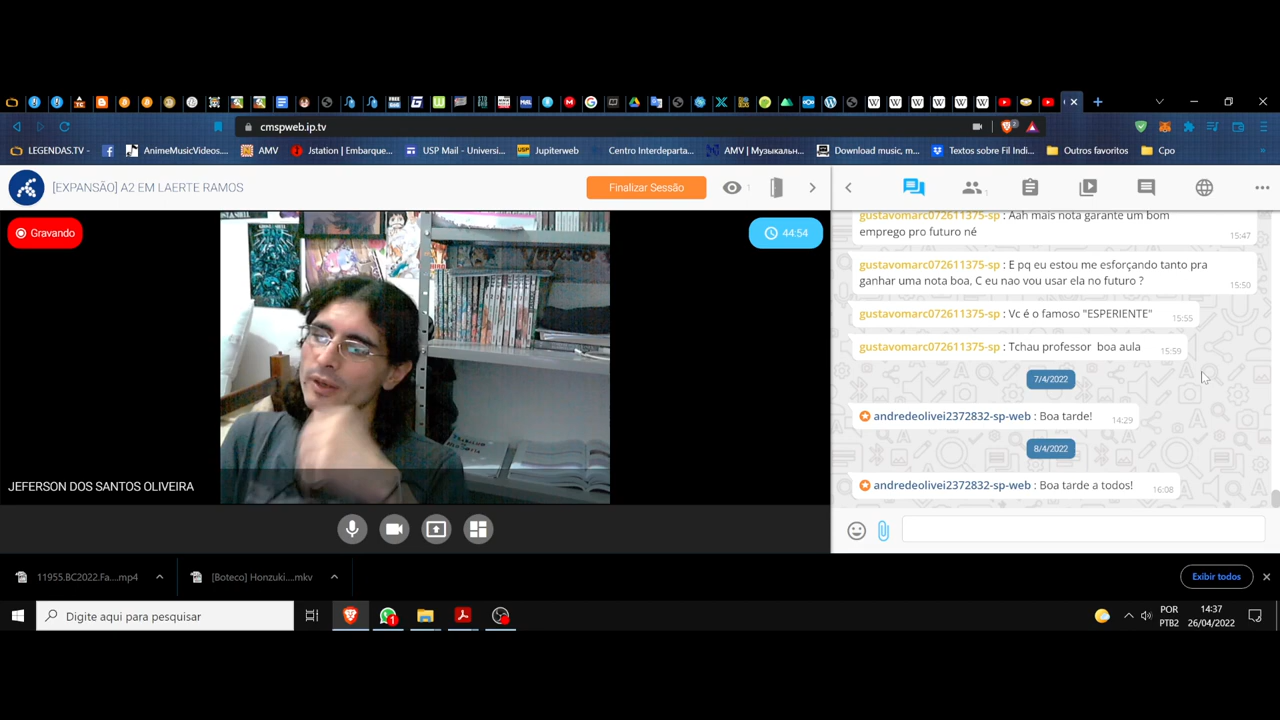 cmspweb.ip.tv
2
LEGENDAS.TV -
AnimeMusicVideos....
AMV
Jstation | Embarque...
USP Mail - Universi...
Jupiterweb
Centro Interdeparta...
AMV | Музыкальн...
Download music, m...
Textos sobre Fil Indi...
Outros favoritos
Cpo
[EXPANSÃO] A2 EM LAERTE RAMOS
Finalizar Sessão
1
1
Gravando
44:54
JEFERSON DOS SANTOS OLIVEIRA
gustavomarc072611375-sp : Aah mais nota garante um bom
emprego pro futuro né
15:47
gustavomarc072611375-sp : E pq eu estou me esforçando tanto pra
ganhar uma nota boa, C eu nao vou usar ela no futuro ?
15:50
gustavomarc072611375-sp : Vc é o famoso "ESPERIENTE"
15:55
gustavomarc072611375-sp : Tchau professor boa aula
15:59
7/4/2022
andredeolivei2372832-sp-web : Boa tarde!
14:29
8/4/2022
andredeolivei2372832-sp-web : Boa tarde a todos!
16:08
11955.BC2022.Fa....mp4
[Boteco] Honzuki....mkv
Exibir todos
Digite aqui para pesquisar
1
POR
PTB2
14:37
26/04/2022